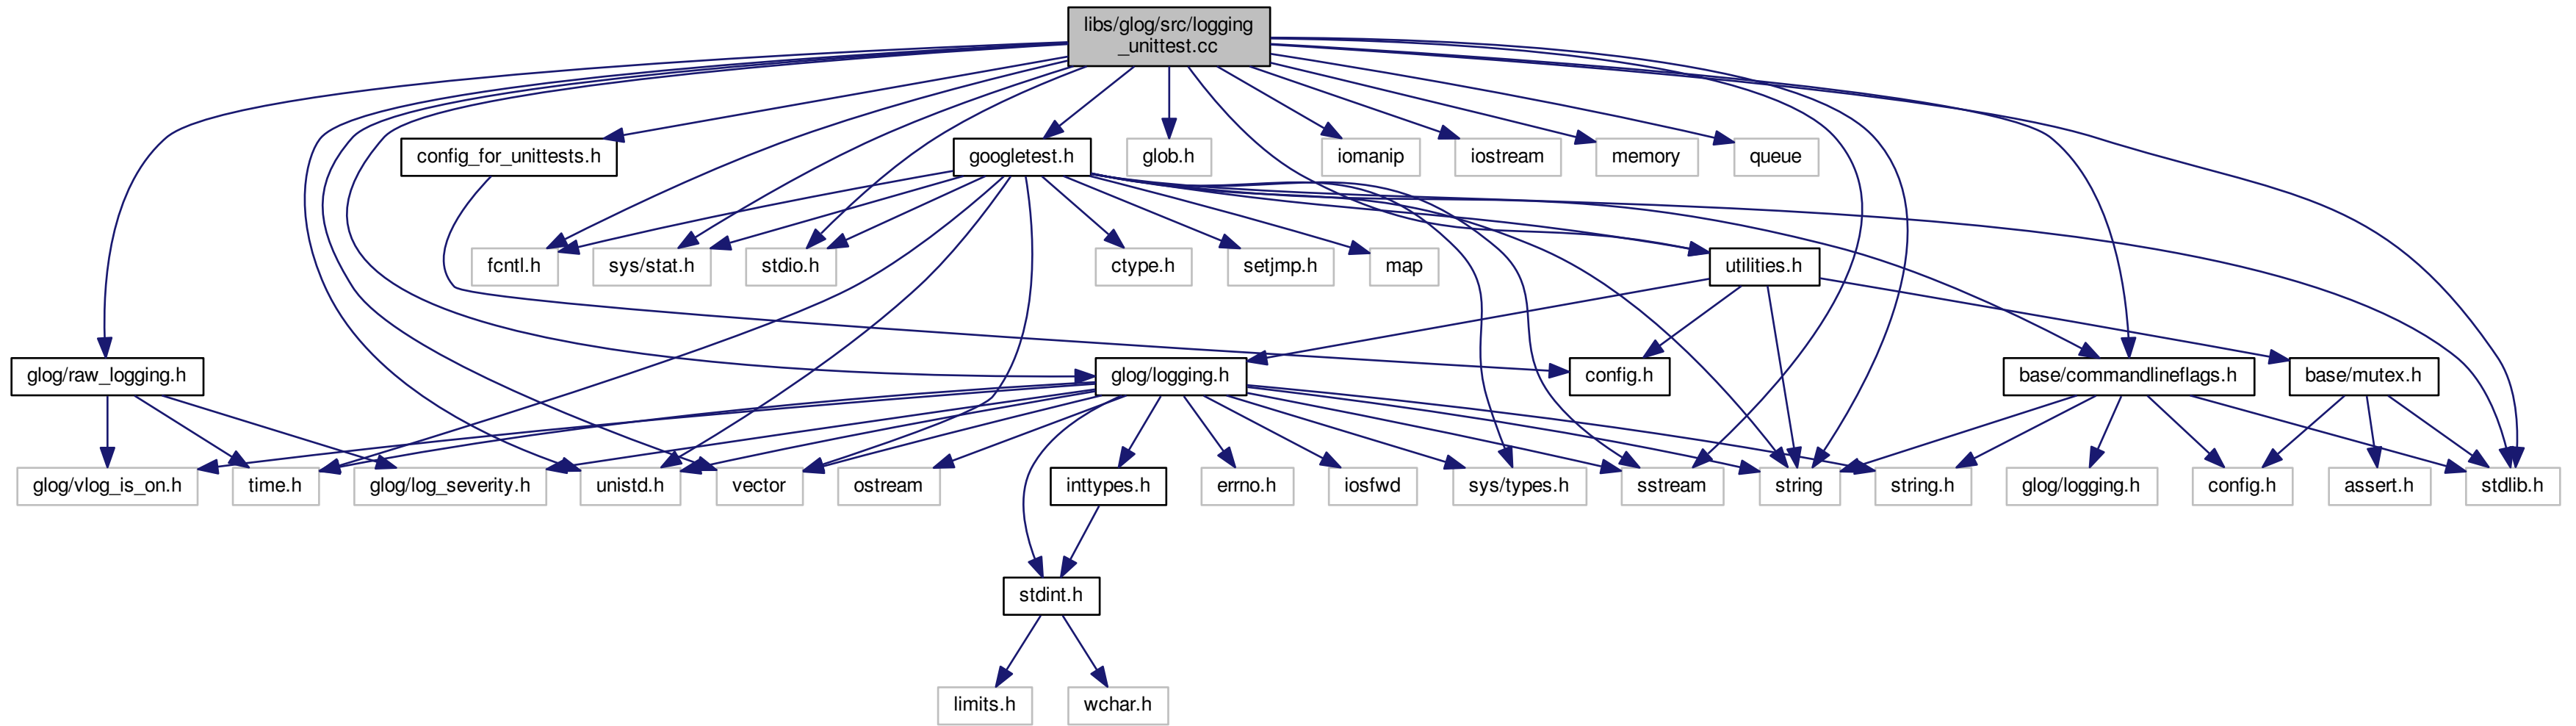 libs/glog/src/logging
_unittest.cc
config_for_unittests.h
googletest.h
glob.h
iomanip
iostream
memory
queue
fcntl.h
sys/stat.h
stdio.h
ctype.h
setjmp.h
map
utilities.h
glog/raw_logging.h
glog/logging.h
config.h
base/commandlineflags.h
base/mutex.h
glog/vlog_is_on.h
time.h
glog/log_severity.h
unistd.h
vector
ostream
inttypes.h
errno.h
iosfwd
sys/types.h
sstream
string
string.h
glog/logging.h
config.h
assert.h
stdlib.h
stdint.h
limits.h
wchar.h